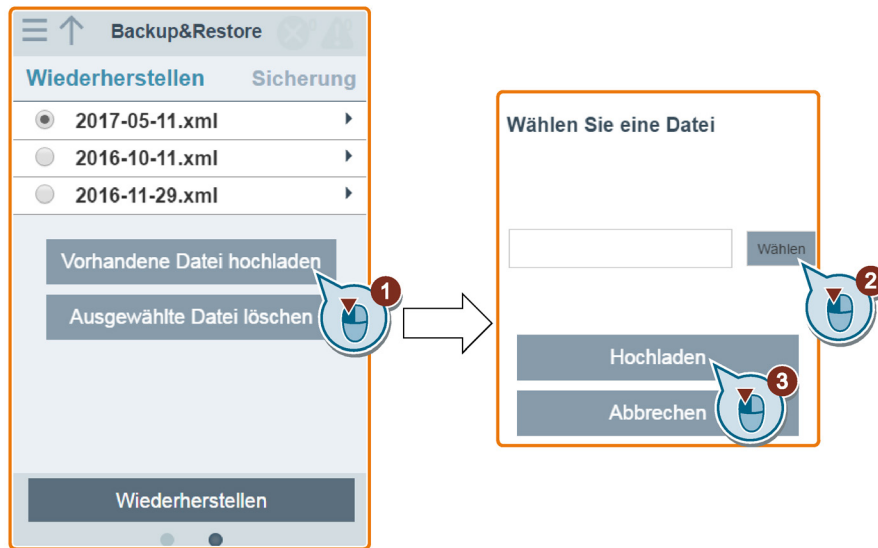 Backup&Restore
Wiederherstellen Sicherung
2017-05-11.xml
2016-10-11.xml
2016-11-29.xml
Vorhandene Datei hochladen
1
Ausgewählte Datei löschen
Wiederherstellen
Wählen Sie eine Datei
Wählen
2
Hochladen
3
Abbrechen